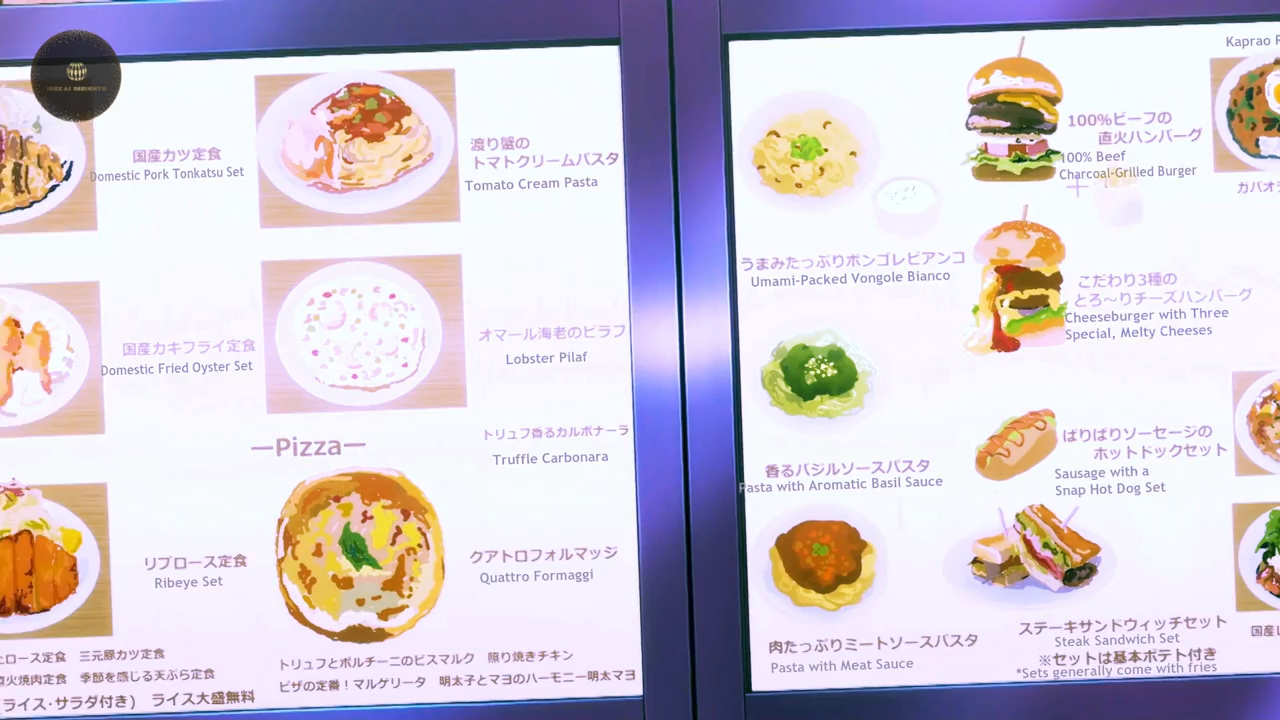 ISEKAI INSIGHTS
国産カツ定食
Domestic Pork Tonkatsu Set
国産カキフライ定食
Domestic Fried Oyster Set
リブロース定食
Ribeye Set
ロース定食 三元豚カツ定食
直火焼肉定食 季節を感じる天ぷら定食
(ライス・サラダ付き) ライス大盛無料
渡り蟹の
トマトクリームパスタ
Tomato Cream Pasta
オマール海老のピラフ
Lobster Pilaf
トリュフ香るカルボナーラ
Truffle Carbonara
—Pizza—
クアトロフォルマッジ
Quattro Formaggi
トリュフとポルチーニのビスマルク 照り焼きチキン
ピザの定番！マルゲリータ 明太子とマヨのハーモニー明太マヨ
うまみたっぷりボンゴレビアンコ
Umami-Packed Vongole Bianco
香るバジルソースパスタ
Pasta with Aromatic Basil Sauce
肉たっぷりミートソースパスタ
Pasta with Meat Sauce
100%ビーフの
直火ハンバーグ
100% Beef
Charcoal-Grilled Burger
こだわり3種の
とろ～りチーズハンバーグ
Cheeseburger with Three
Special, Melty Cheeses
ぱりぱりソーセージの
ホットドックセット
Sausage with a
Snap Hot Dog Set
ステーキサンドウィッチセット
Steak Sandwich Set
※セットは基本ポテト付き
*Sets generally come with fries
Kaprao R
ガパオラ
国産